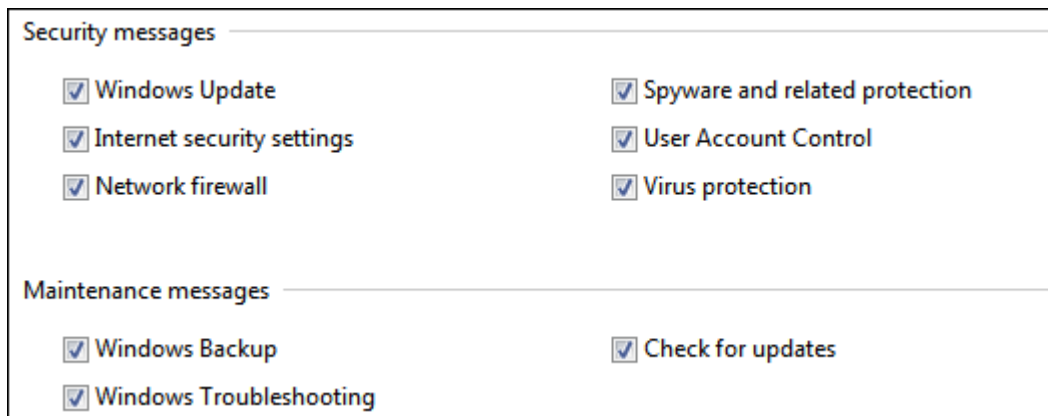 Security messages
Windows Update
Spyware and related protection
Internet security settings
User Account Control
Network firewall
Virus protection
Maintenance messages
Windows Backup
Check for updates
Windows Troubleshooting